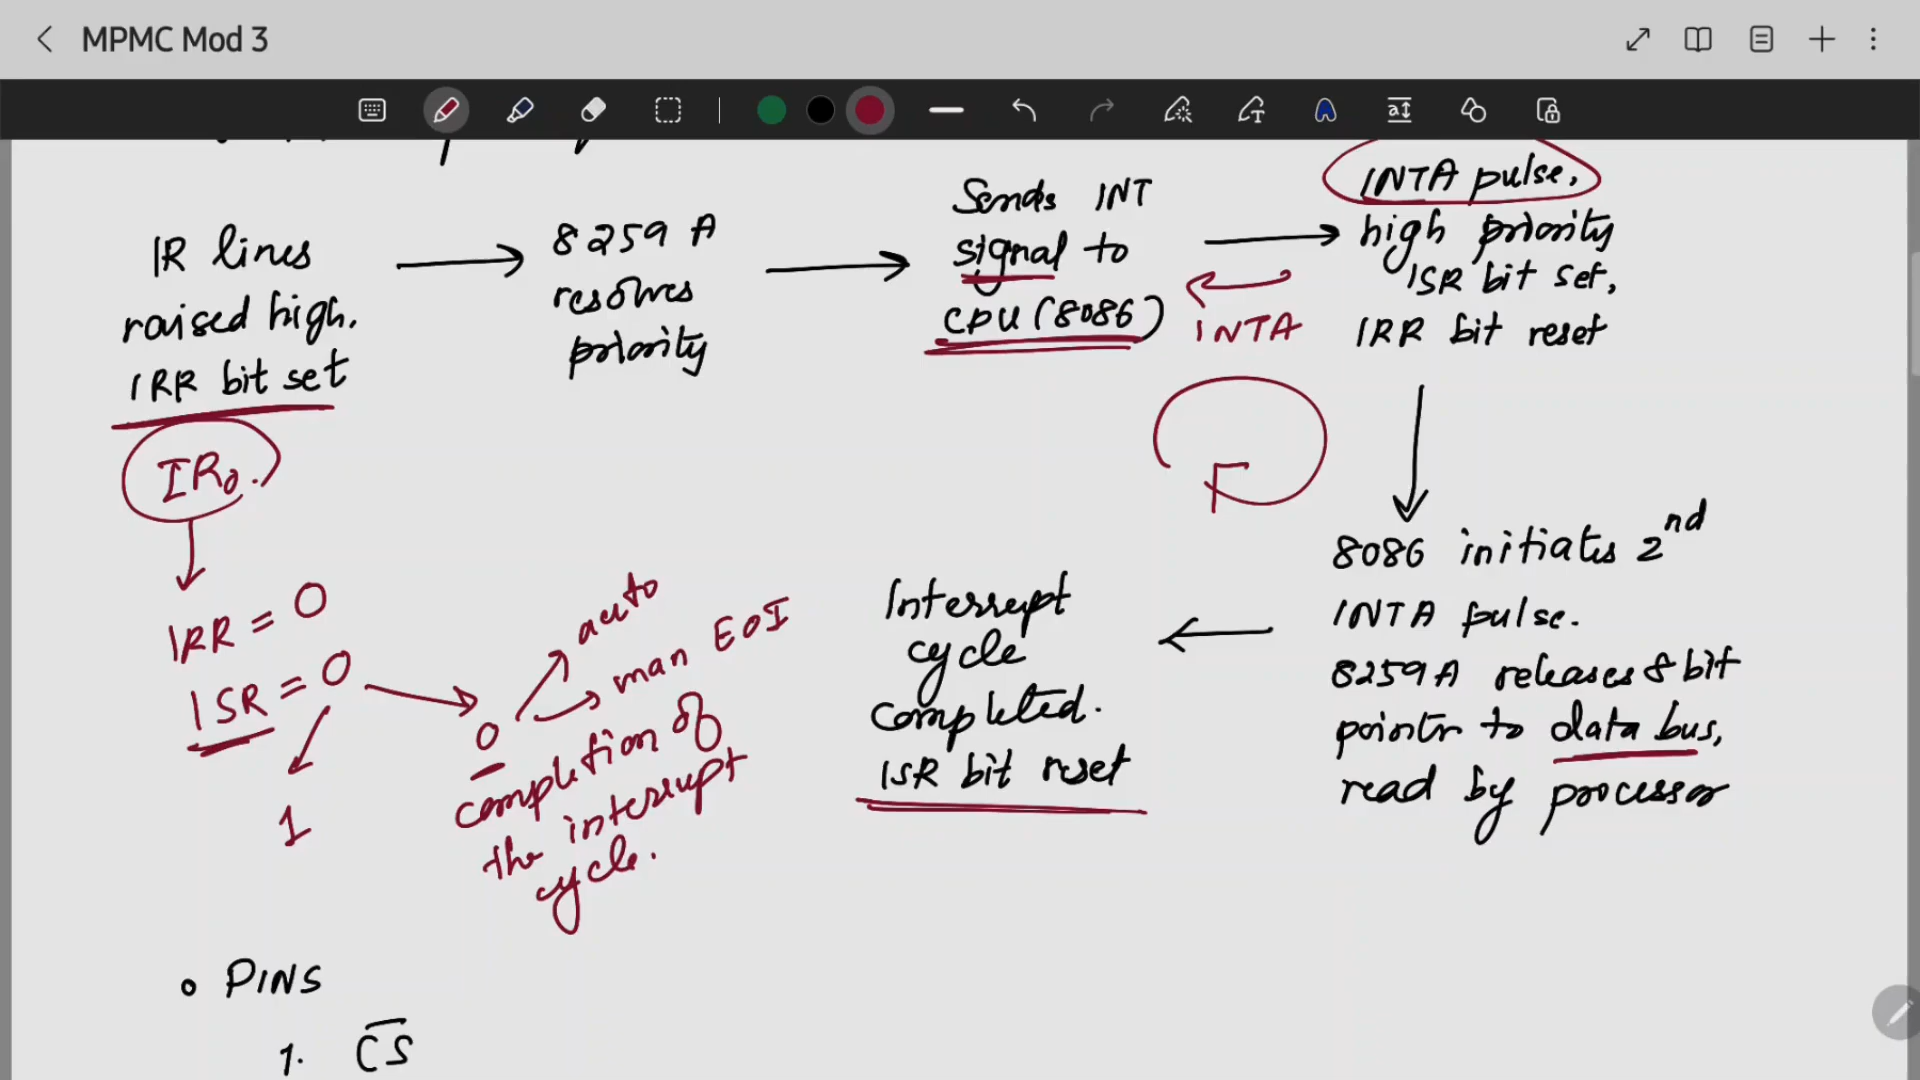 MPMC Mod 3
IR lines
raised high.
IRR bit set
8259 A
resolves
priority
Sends INT
signal to
CPU (8086)
INTA pulse,
high priority
ISR bit set,
IRR bit reset
INTA
IR0.
IRR = 0
ISR = 0
1
0
auto
man EOI
completion of
the interrupt
cycle.
8086 initiates 2nd
INTA pulse.
8259A releases 8 bit
pointr to data bus,
read by processor
Interrupt
cycle
completed.
ISR bit reset
PINS
1. C̅S̅